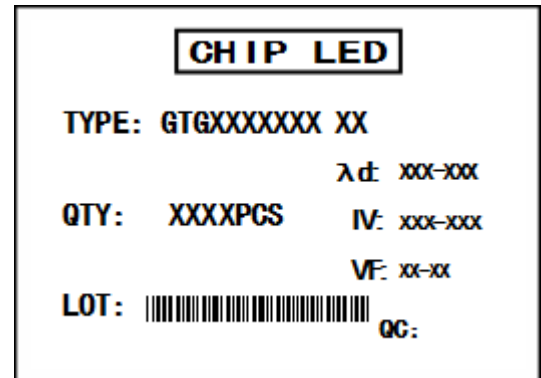 CHIP LED
TYPE: GTGXXXXXXX XX
λd: XXX-XXX
QTY: XXXXPCS
IV: XXX-XXX
VF: XX-XX
LOT:
QC: